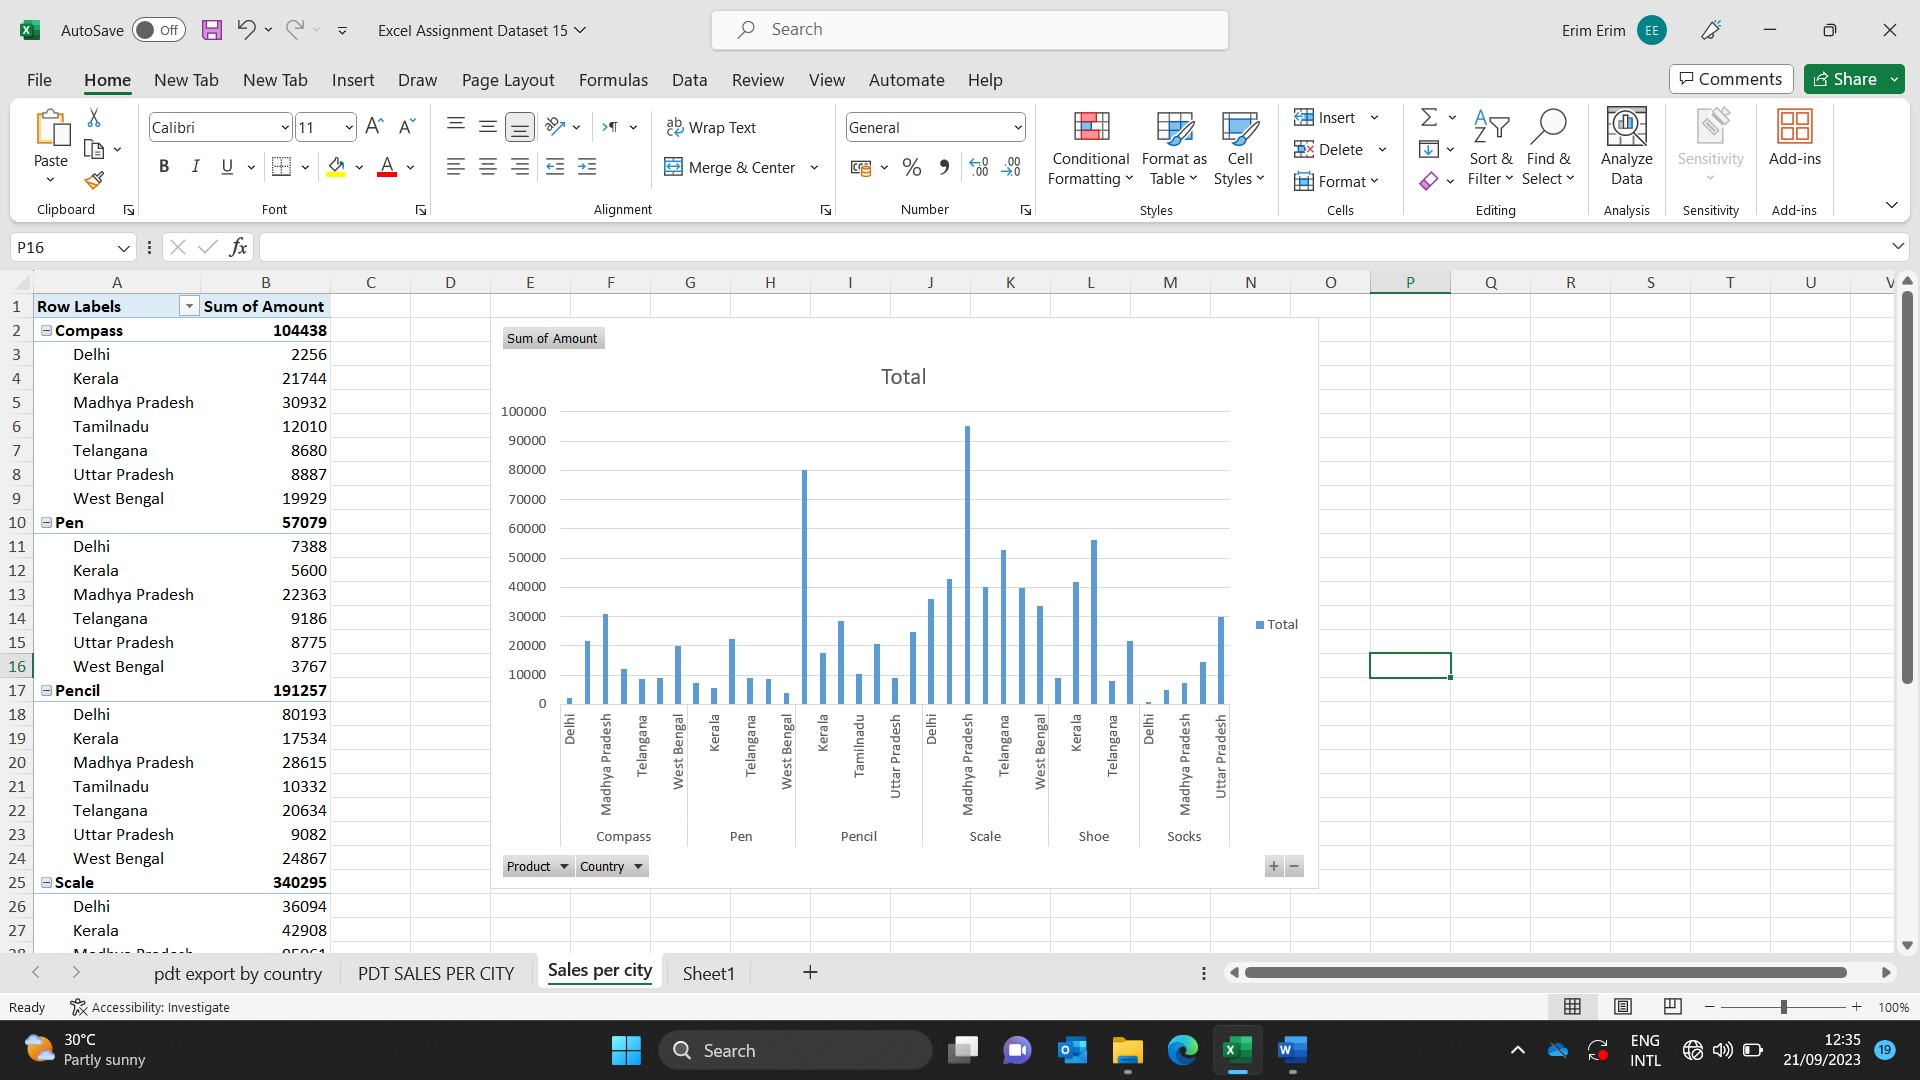 AutoSave Off Excel Assignment Dataset 15 Search Erim Erim EE
File Home New Tab New Tab Insert Draw Page Layout Formulas Data Review View Automate Help Comments Share
Paste
Clipboard
Calibri 11
B I U A
Font
Wrap Text
Merge & Center
Alignment
General
Number
Conditional Formatting
Format as Table
Cell Styles
Styles
Insert
Delete
Format
Cells
Sort & Filter
Find & Select
Editing
Analyze Data
Analysis
Sensitivity
Sensitivity
Add-ins
Add-ins
P16 fx
A B C D E F G H I J K L M N O P Q R S T U V
1 Row Labels Sum of Amount
2 Compass 104438
3 Delhi 2256
4 Kerala 21744
5 Madhya Pradesh 30932
6 Tamilnadu 12010
7 Telangana 8680
8 Uttar Pradesh 8887
9 West Bengal 19929
10 Pen 57079
11 Delhi 7388
12 Kerala 5600
13 Madhya Pradesh 22363
14 Telangana 9186
15 Uttar Pradesh 8775
16 West Bengal 3767
17 Pencil 191257
18 Delhi 80193
19 Kerala 17534
20 Madhya Pradesh 28615
21 Tamilnadu 10332
22 Telangana 20634
23 Uttar Pradesh 9082
24 West Bengal 24867
25 Scale 340295
26 Delhi 36094
27 Kerala 42908
Sum of Amount
Total
100000
90000
80000
70000
60000
50000
40000
30000
20000
10000
0
Total
Delhi Madhya Pradesh Telangana West Bengal Kerala Telangana West Bengal Kerala Tamilnadu Uttar Pradesh Delhi Madhya Pradesh Telangana West Bengal Kerala Telangana Delhi Madhya Pradesh Uttar Pradesh
Compass Pen Pencil Scale Shoe Socks
Product Country
pdt export by country PDT SALES PER CITY Sales per city Sheet1
Ready Accessibility: Investigate 100%
30°C
Partly sunny
Search
ENG
INTL
12:35
21/09/2023
19